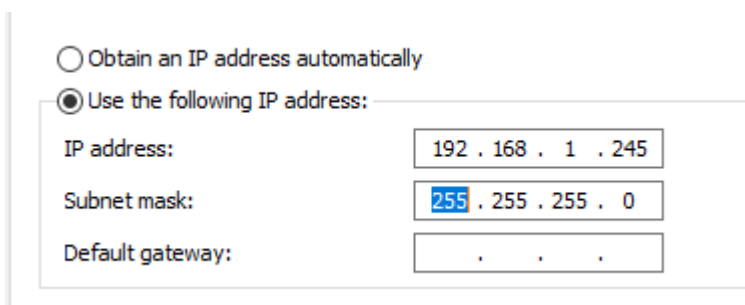 Obtain an IP address automatically
Use the following IP address:
IP address: 192 . 168 . 1 . 245
Subnet mask: 255 . 255 . 255 . 0
Default gateway: . . .